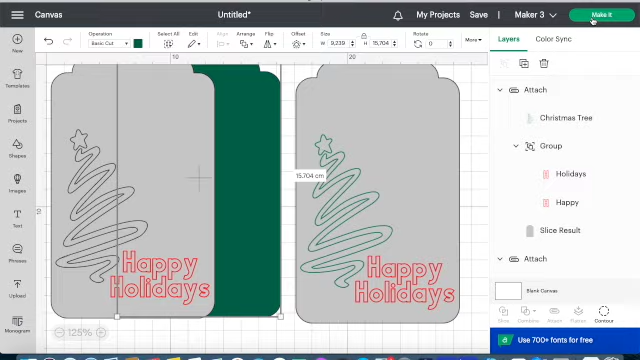 Canvas
Untitled*
My Projects
Save
|
Maker 3
Make It
Operation
Basic Cut
Select All
Edit
Align
Arrange
Flip
Size
W 9,239
H 15,704
Offset
Rotate
0
More
Layers
Color Sync
New
Templates
Projects
Shapes
Images
Text
Phrases
Upload
Monogram
10
20
10
15.704 cm
Happy
Holidays
Happy
Holidays
125%
Attach
Christmas Tree
Group
Holidays
Happy
Slice Result
Attach
Blank Canvas
Slice
Combine
Attach
Flatten
Contour
Use 700+ fonts for free